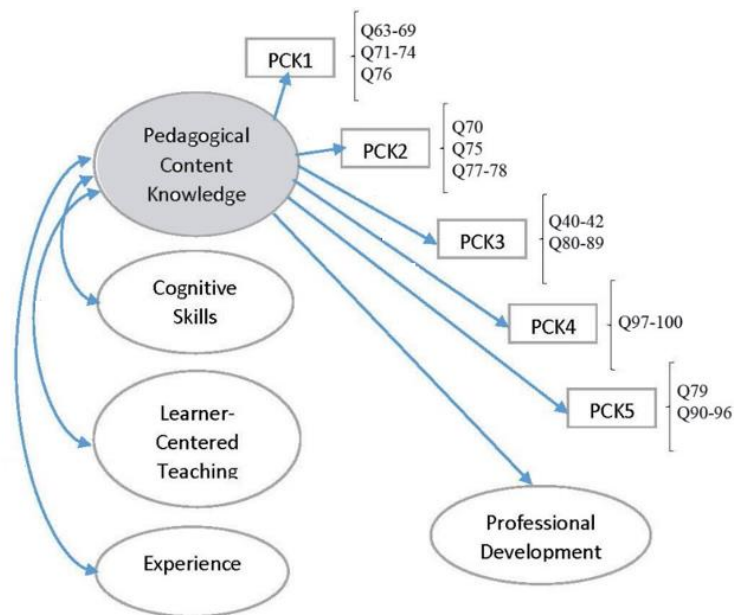 PCK1
Q63-69
Q71-74
Q76
Pedagogical
Content
Knowledge
PCK2
Q70
Q75
Q77-78
PCK3
Q40-42
Q80-89
Cognitive
Skills
PCK4
Q97-100
PCK5
Q79
Q90-96
Learner-
Centered
Teaching
Professional
Development
Experience